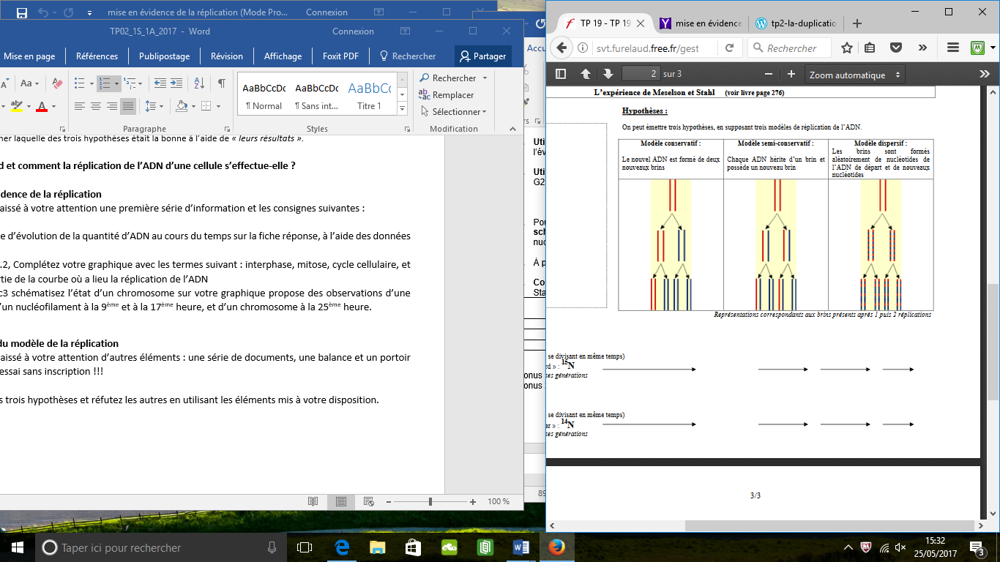 mise en évidence de la réplication (Mode Pro...
Connexion
TP02_1S_1A_2017 - Word
Connexion
Mise en page
Références
Publipostage
Révision
Affichage
Foxit PDF
Rechercher
Partager
Aa
A
AaBbCcDc
AaBbCcDc
AaBbCc
¶ Normal
¶ Sans int...
Titre 1
Rechercher
Remplacer
Sélectionner
Paragraphe
Styles
Modification
ner laquelle des trois hypothèses était la bonne à l'aide de « leurs résultats ».
d et comment la réplication de l'ADN d'une cellule s'effectue-elle ?
idence de la réplication
aissé à votre attention une première série d'information et les consignes suivantes :
e d'évolution de la quantité d'ADN au cours du temps sur la fiche réponse, à l'aide des données
.2, Complétez votre graphique avec les termes suivant : interphase, mitose, cycle cellulaire, et
rtie de la courbe où a lieu la réplication de l'ADN
c3 schématisez l'état d'un chromosome sur votre graphique propose des observations d'une
d'un nucléofilament à la 9ème et à la 17ème heure, et d'un chromosome à la 25ème heure.
du modèle de la réplication
aissé à votre attention d'autres éléments : une série de documents, une balance et un portoir
essai sans inscription !!!
s trois hypothèses et réfutez les autres en utilisant les éléments mis à votre disposition.
100 %
Accu
rs
Uti
l'év
Uti
G2
Pou
sch
nuc
À p
Co
Sta
onus
onus
89
TP 19 - TP 19
mise en évidence
tp2-la-duplicatio
svt.furelaud.free.fr/gest
Rechercher
2
sur 3
Zoom automatique
L'expérience de Meselson et Stahl (voir livre page 276)
Hypothèses :
On peut émettre trois hypothèses, en supposant trois modèles de réplication de l'ADN.
Modèle conservatif :
Le nouvel ADN est formé de deux
nouveaux brins
Modèle semi-conservatif :
Chaque ADN hérite d'un brin et
possède un nouveau brin
Modèle dispersif :
Les brins sont formés
aléatoirement de nucléotides de
l'ADN de départ et de nouveaux
nucléotides
Représentations correspondants aux brins présents après 1 puis 2 réplications
se divisant en même temps)
rd » : 15N
ses générations
se divisant en même temps)
er » : 14N
ses générations
3/3
Taper ici pour rechercher
15:32
25/05/2017
3